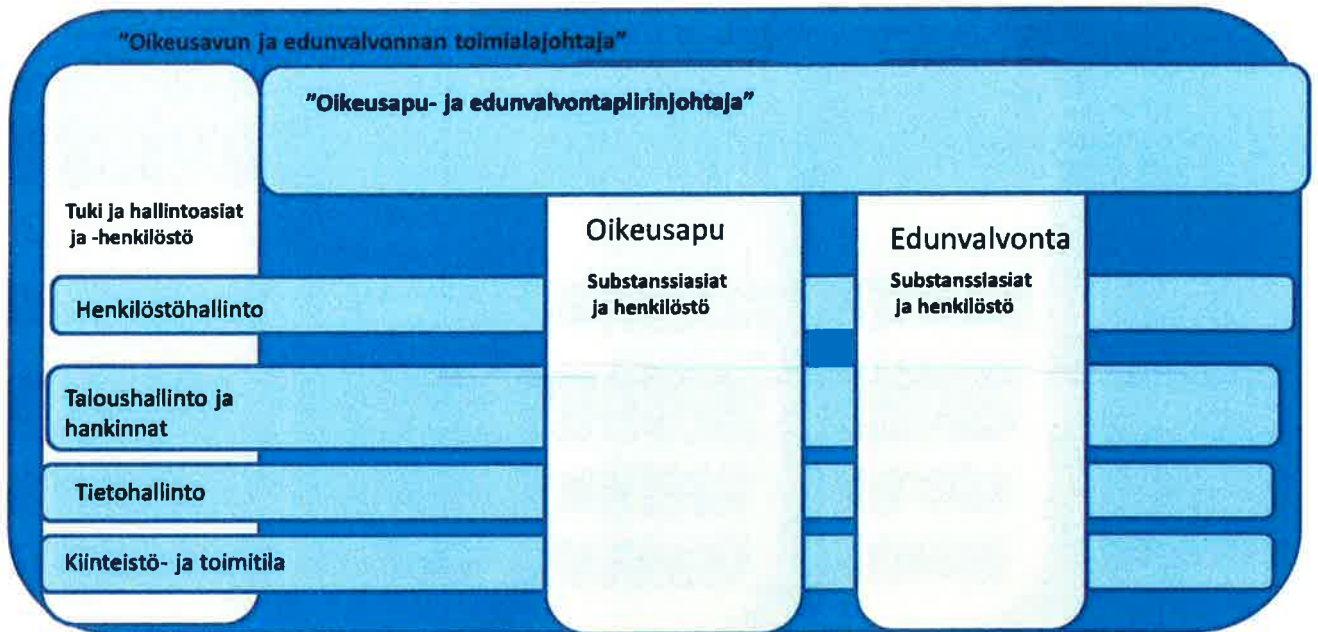 "Oikeusavun ja edunvalvonnan toimialajohtaja"
"Oikeusapu- ja edunvalvontapiirinjohtaja"
Tuki ja hallintoasiat
ja -henkilöstö
Oikeusapu
Substanssiasiat
ja henkilöstö
Edunvalvonta
Substanssiasiat
ja henkilöstö
Henkilöstöhallinto
Taloushallinto ja
hankinnat
Tietohallinto
Kiinteistö- ja toimitila